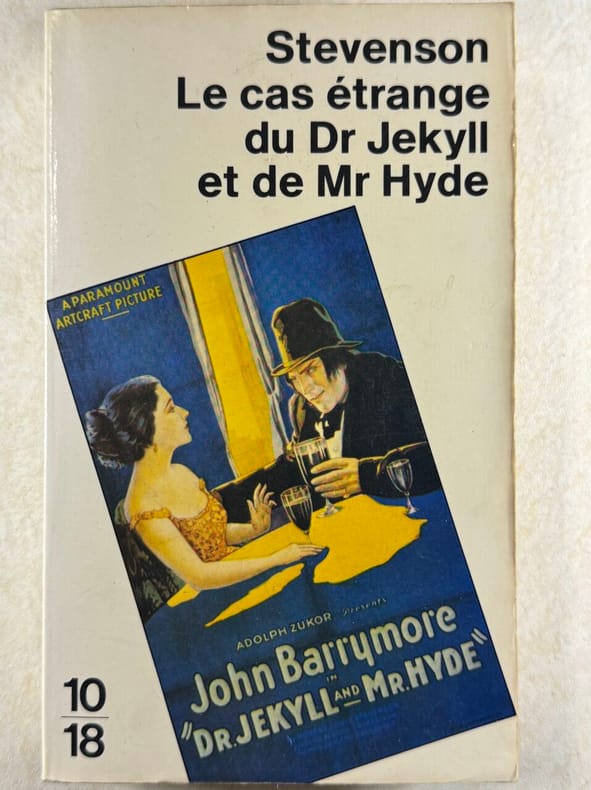 Stevenson
Le cas étrange
du Dr Jekyll
et de Mr Hyde
A PARAMOUNT
ARTCRAFT PICTURE
ADOLPH ZUKOR Presents
John Barrymore
IN
"DR. JEKYLL AND MR. HYDE"
10
18